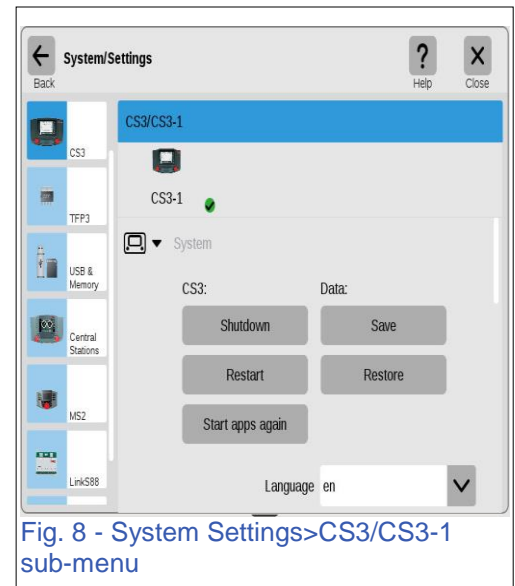 System/Settings
Back
Help
Close
CS3
TFP3
USB &
Memory
Central
Stations
MS2
LinkS88
CS3/CS3-1
CS3-1
System
CS3:
Data:
Shutdown
Save
Restart
Restore
Start apps again
Language en
Fig. 8 - System Settings>CS3/CS3-1
sub-menu